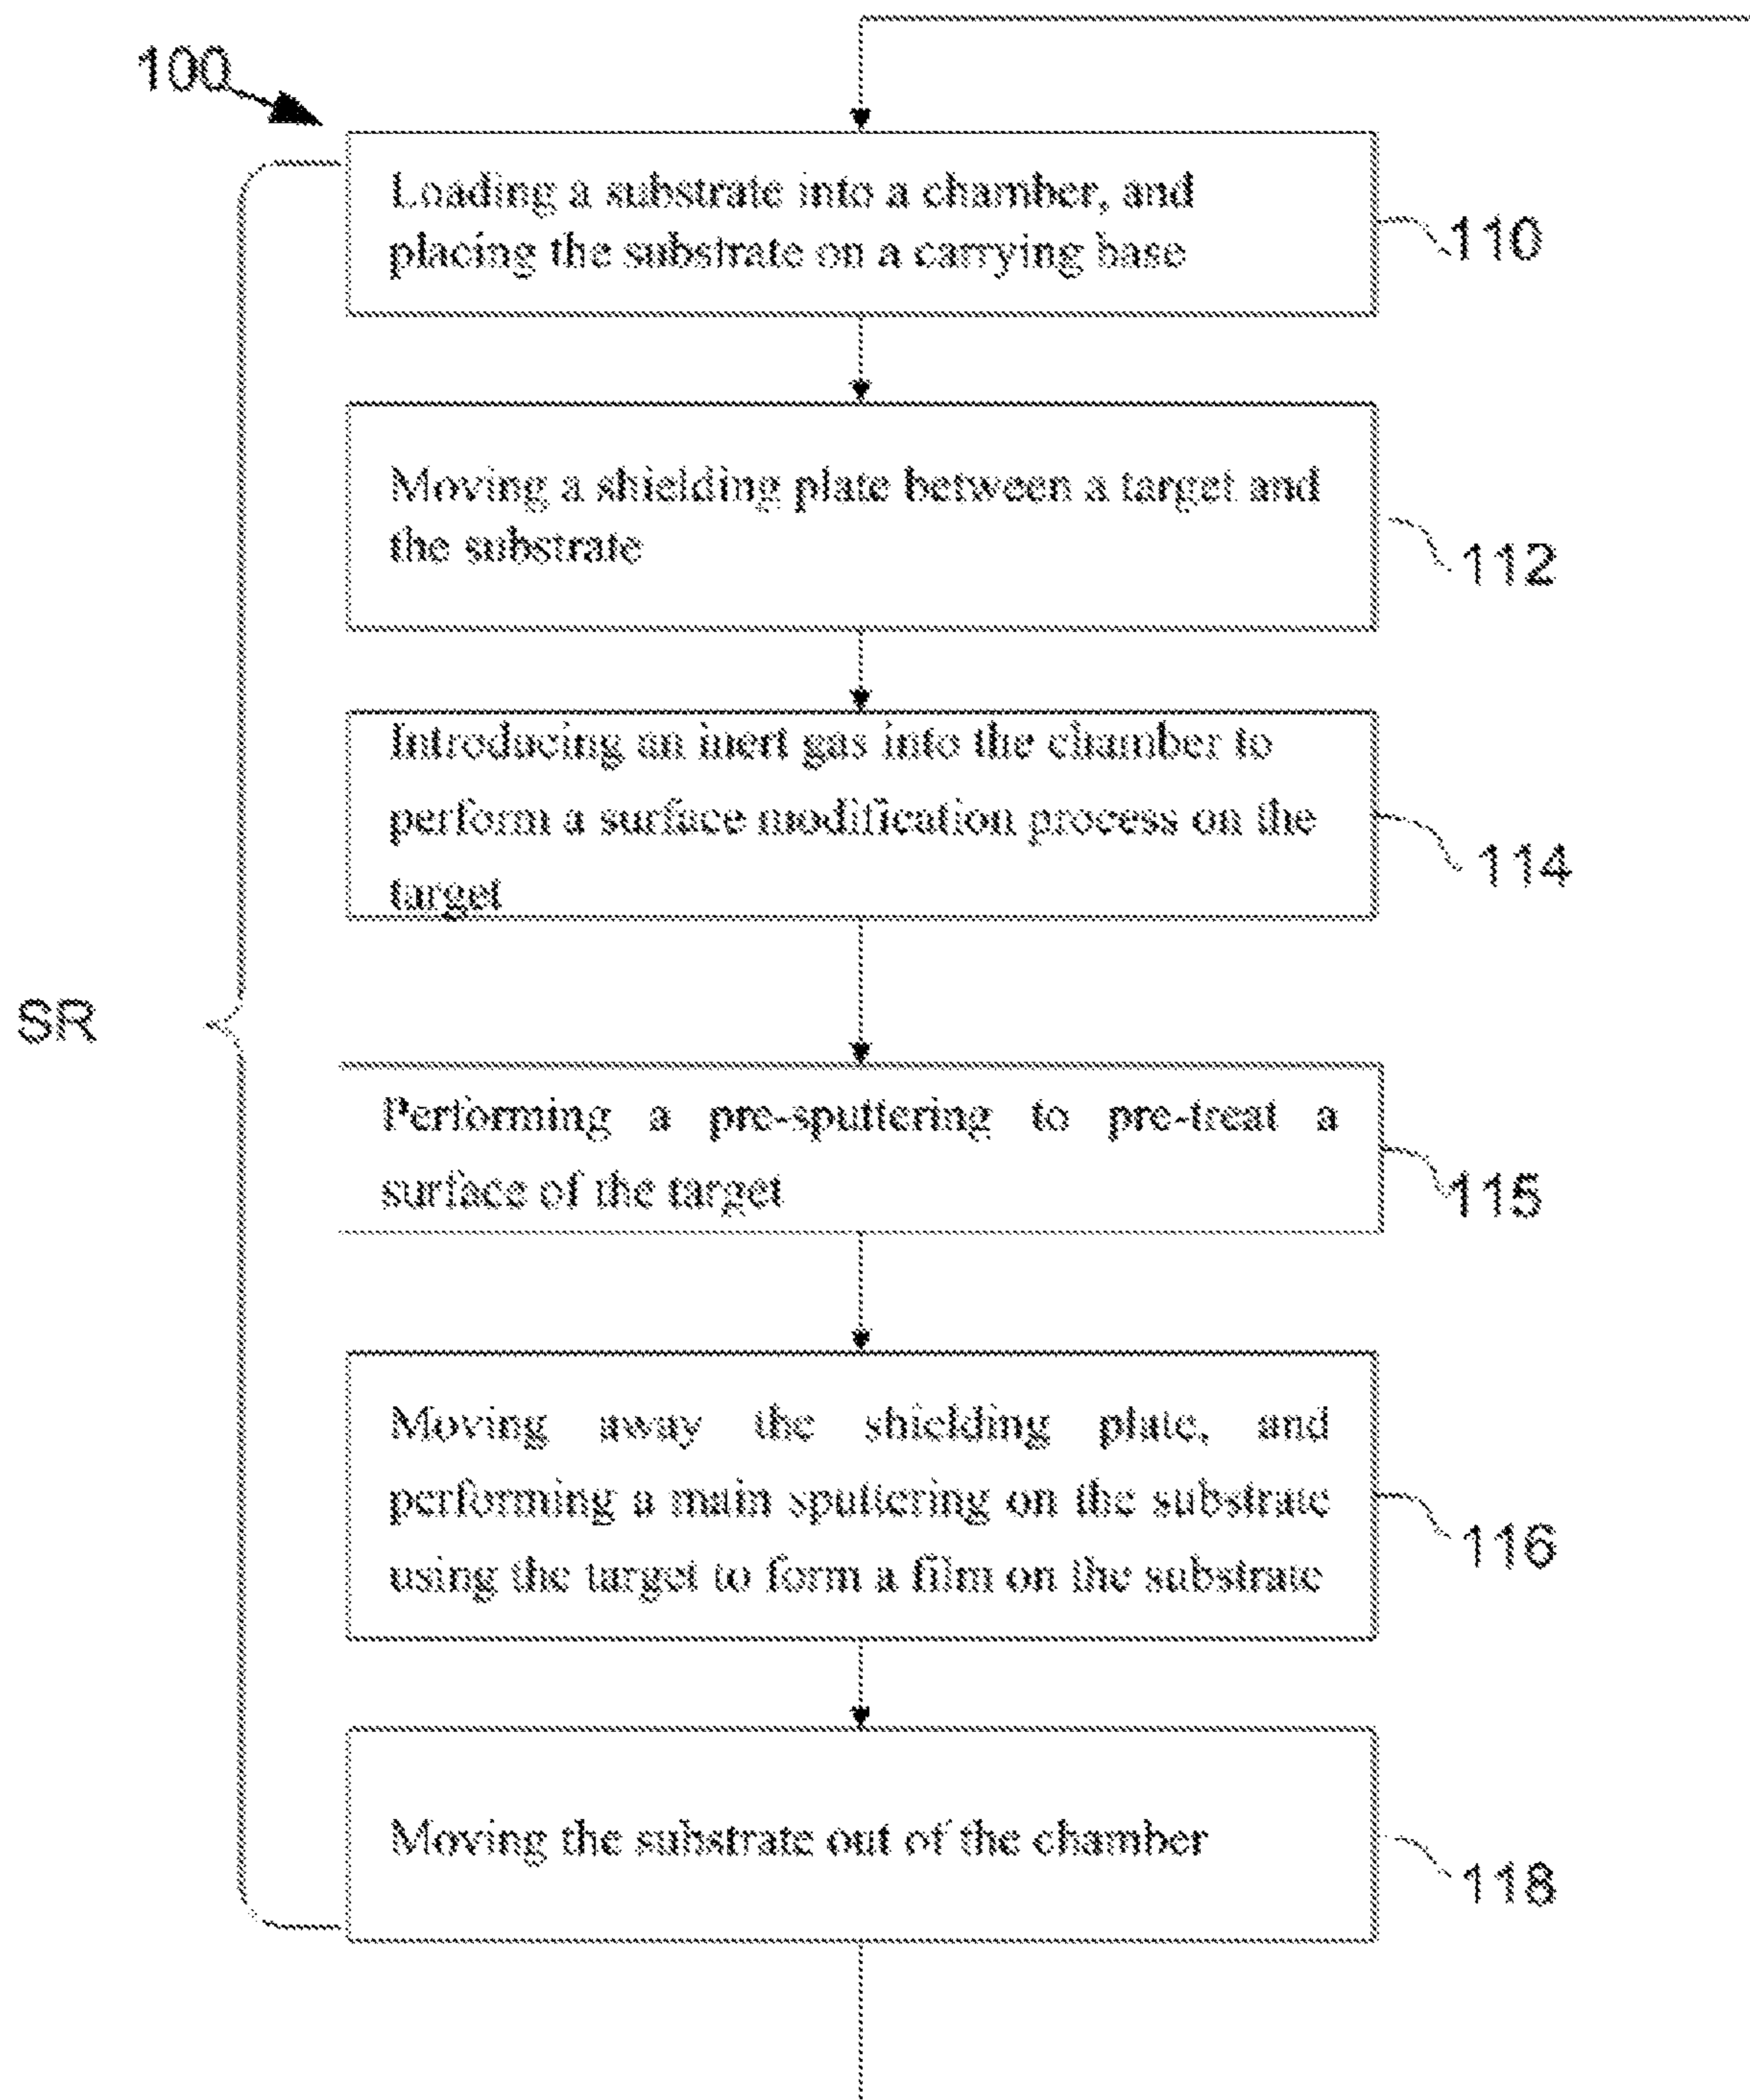 100
Loading a substrate into a chamber, and
placing the substrate on a carrying base
110
Moving a shielding plate between a target and
the substrate
112
Introducing an inert gas into the chamber to
perform a surface modification process on the
target
114
SR
Performing a pre-sputtering to pre-treat a
surface of the target
115
Moving away the shielding plate, and
performing a main sputtering on the substrate
using the target to form a film on the substrate
116
Moving the substrate out of the chamber
118